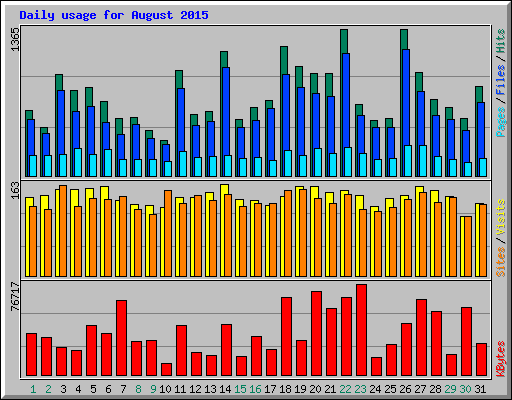 Daily usage for August 2015
1365
Pages/Files/Hits
163
Sites/Visits
76717
KBytes
1 2 3 4 5 6 7 8 9 10 11 12 13 14 15 16 17 18 19 20 21 22 23 24 25 26 27 28 29 30 31